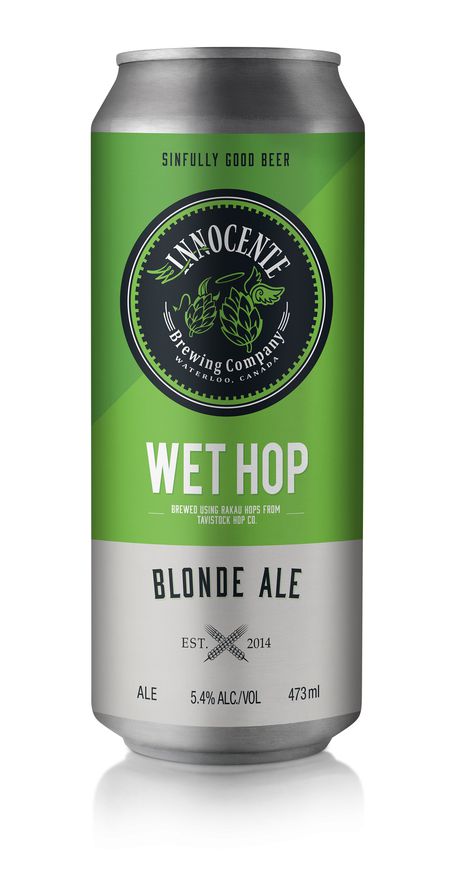 SINFULLY GOOD BEER
INNOCENTE
Brewing Company
WATERLOO, CANADA
WET HOP
BREWED USING RAKAU HOPS FROM
TAVISTOCK HOP CO.
BLONDE ALE
EST. 2014
ALE 5.4% ALC./VOL 473 ml